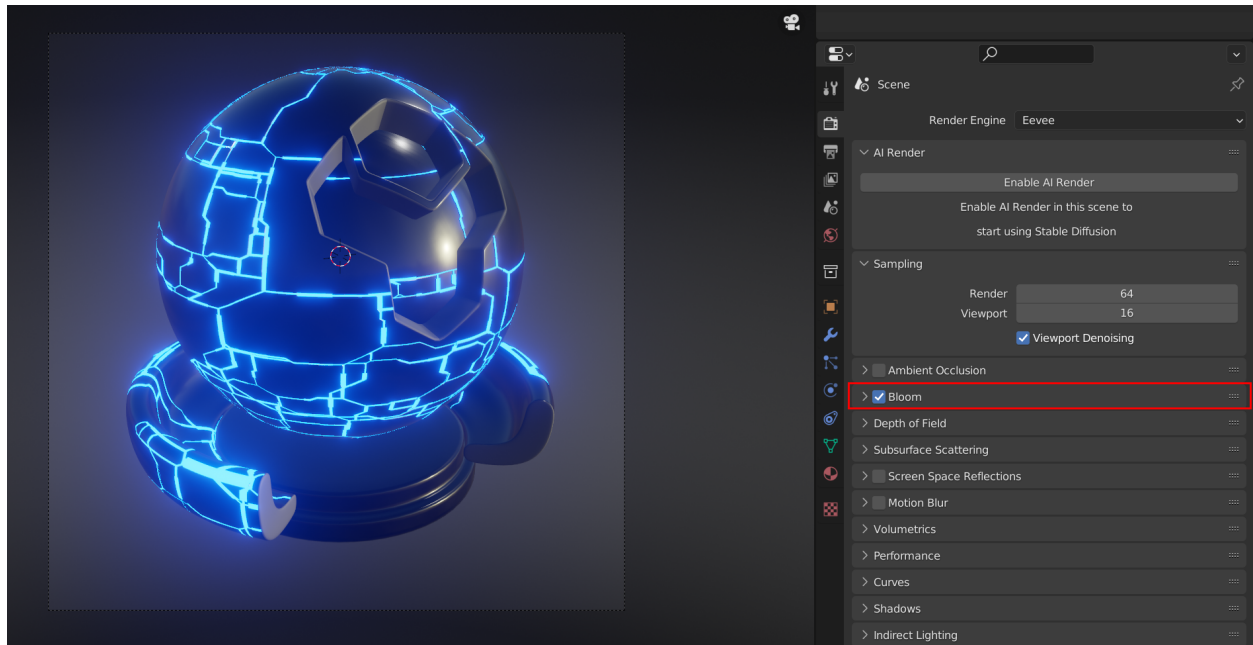 Scene
Render Engine Eevee
AI Render
Enable AI Render
Enable AI Render in this scene to
start using Stable Diffusion
Sampling
Render 64
Viewport 16
Viewport Denoising
Ambient Occlusion
Bloom
Depth of Field
Subsurface Scattering
Screen Space Reflections
Motion Blur
Volumetrics
Performance
Curves
Shadows
Indirect Lighting